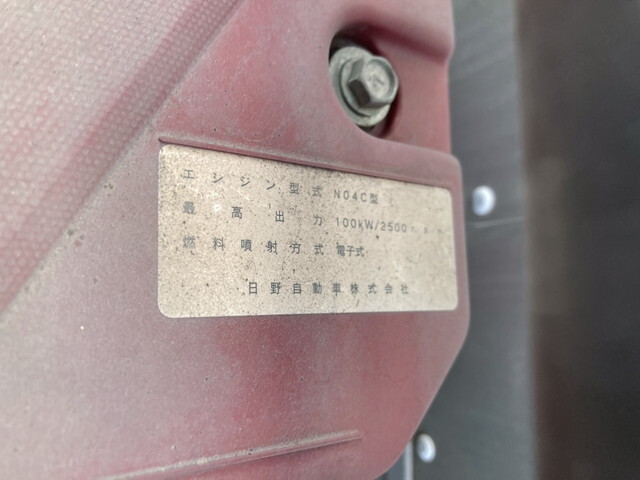 エンジン型式 N04C型
最高出力 100kW/2500
燃料噴射方式 電子式
日野自動車株式会社